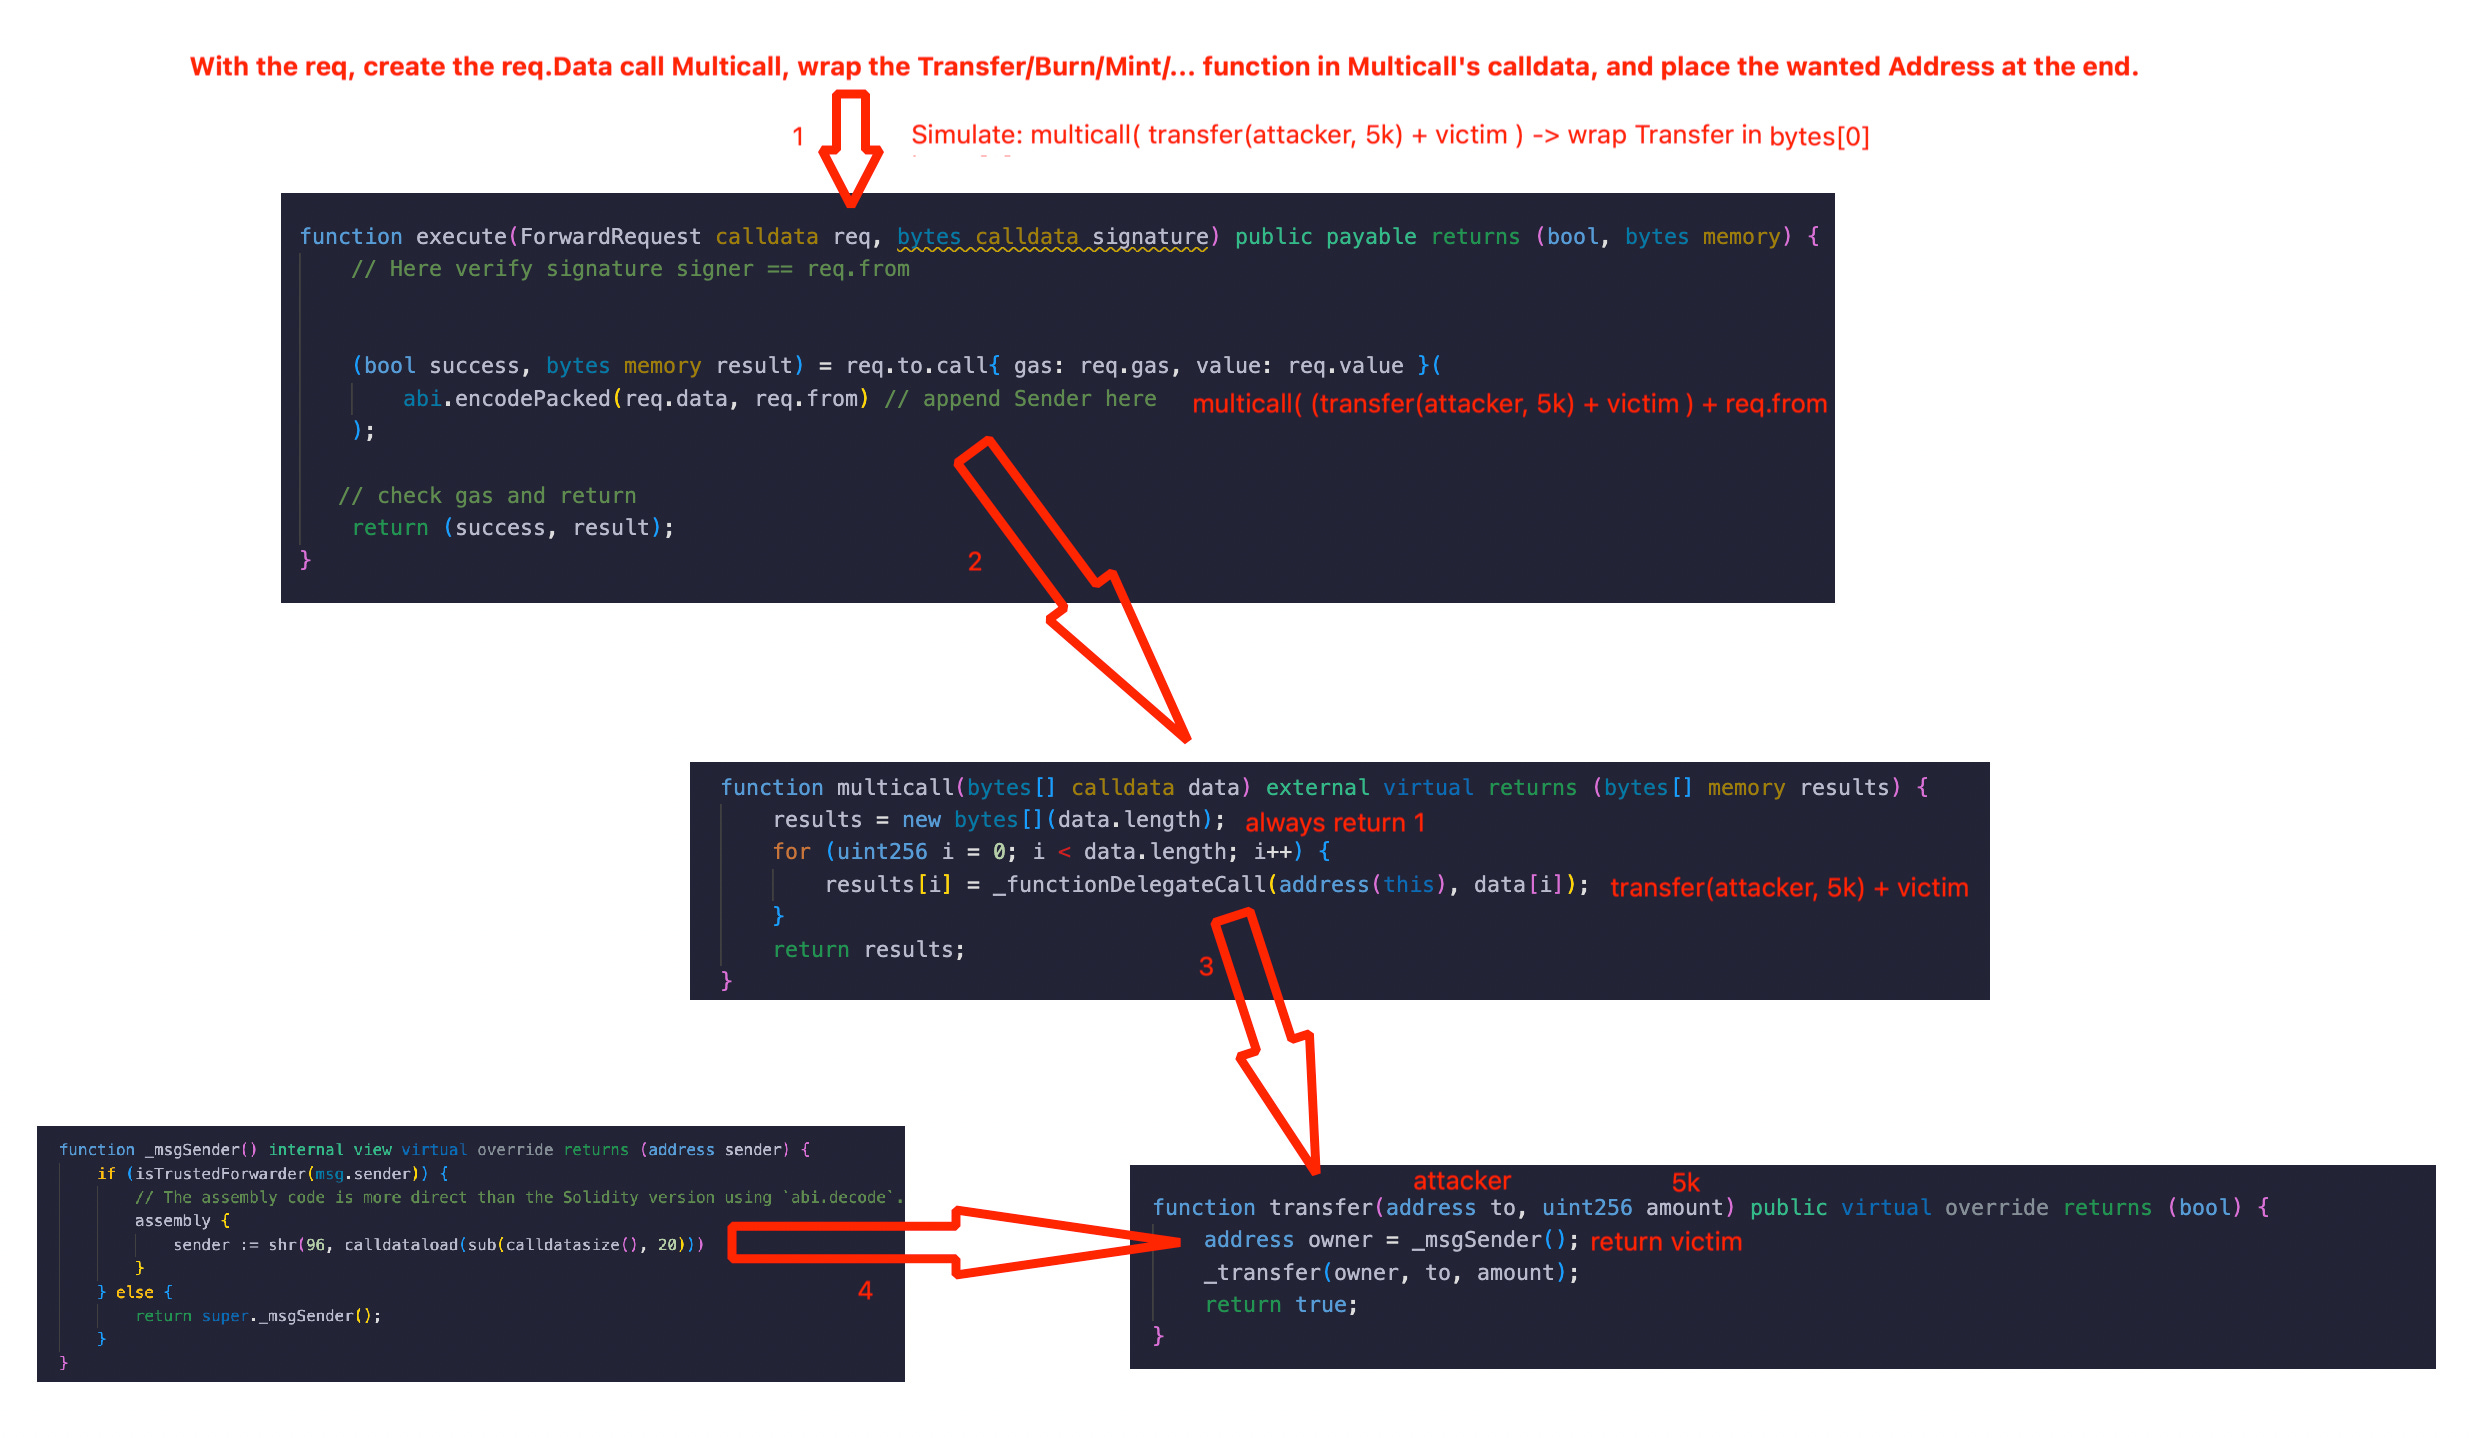 With the req, create the req.Data call Multicall, wrap the Transfer/Burn/Mint/... function in Multicall's calldata, and place the wanted Address at the end.
1
Simulate: multicall( transfer(attacker, 5k) + victim ) -> wrap Transfer in bytes[0]
function execute(ForwardRequest calldata req, bytes calldata signature) public payable returns (bool, bytes memory) {
// Here verify signature signer == req.from
(bool success, bytes memory result) = req.to.call{ gas: req.gas, value: req.value }(
abi.encodePacked(req.data, req.from) // append Sender here multicall( (transfer(attacker, 5k) + victim ) + req.from
);
// check gas and return
return (success, result);
}
2
function multicall(bytes[] calldata data) external virtual returns (bytes[] memory results) {
results = new bytes[](data.length); always return 1
for (uint256 i = 0; i < data.length; i++) {
results[i] = _functionDelegateCall(address(this), data[i]); transfer(attacker, 5k) + victim
}
return results;
}
3
function _msgSender() internal view virtual override returns (address sender) {
if (isTrustedForwarder(msg.sender)) {
// The assembly code is more direct than the Solidity version using `abi.decode`.
assembly {
sender := shr(96, calldataload(sub(calldatasize(), 20)))
}
} else {
return super._msgSender();
}
}
4
attacker 5k
function transfer(address to, uint256 amount) public virtual override returns (bool) {
address owner = _msgSender(); return victim
_transfer(owner, to, amount);
return true;
}